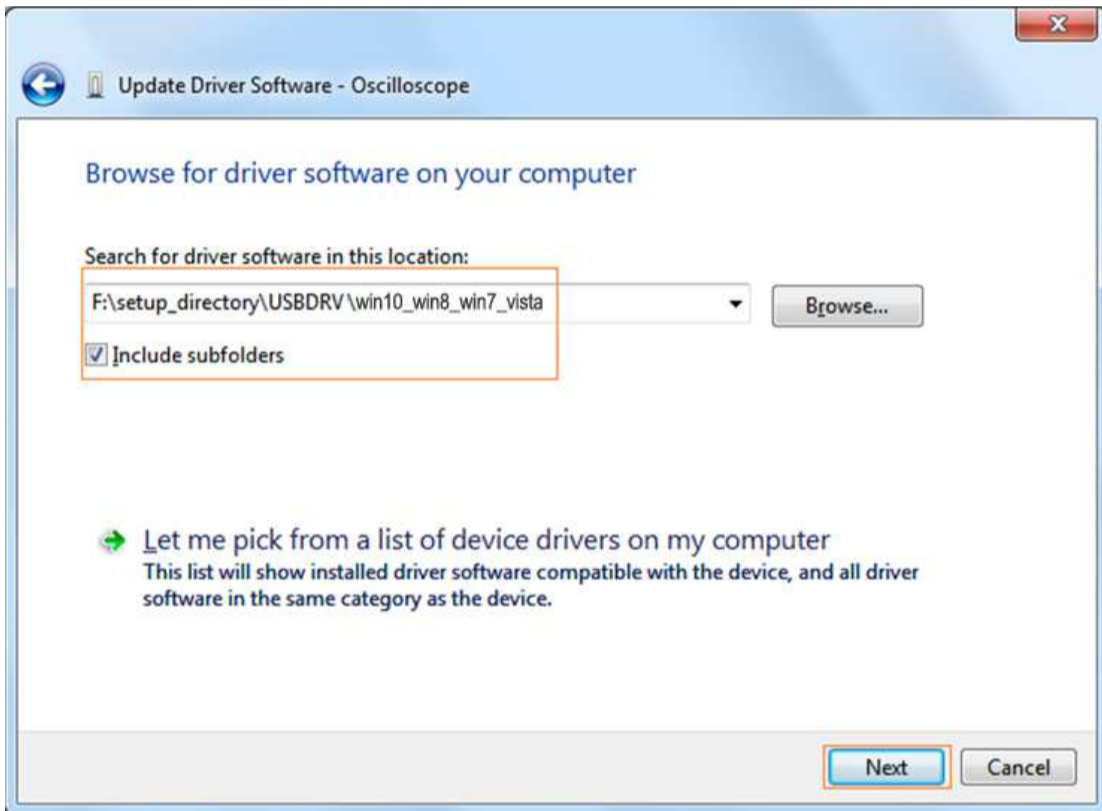 Update Driver Software - Oscilloscope
Browse for driver software on your computer
Search for driver software in this location:
F:\setup_directory\USBDRV\win10_win8_win7_vista
Browse...
Include subfolders
Let me pick from a list of device drivers on my computer
This list will show installed driver software compatible with the device, and all driver
software in the same category as the device.
Next
Cancel